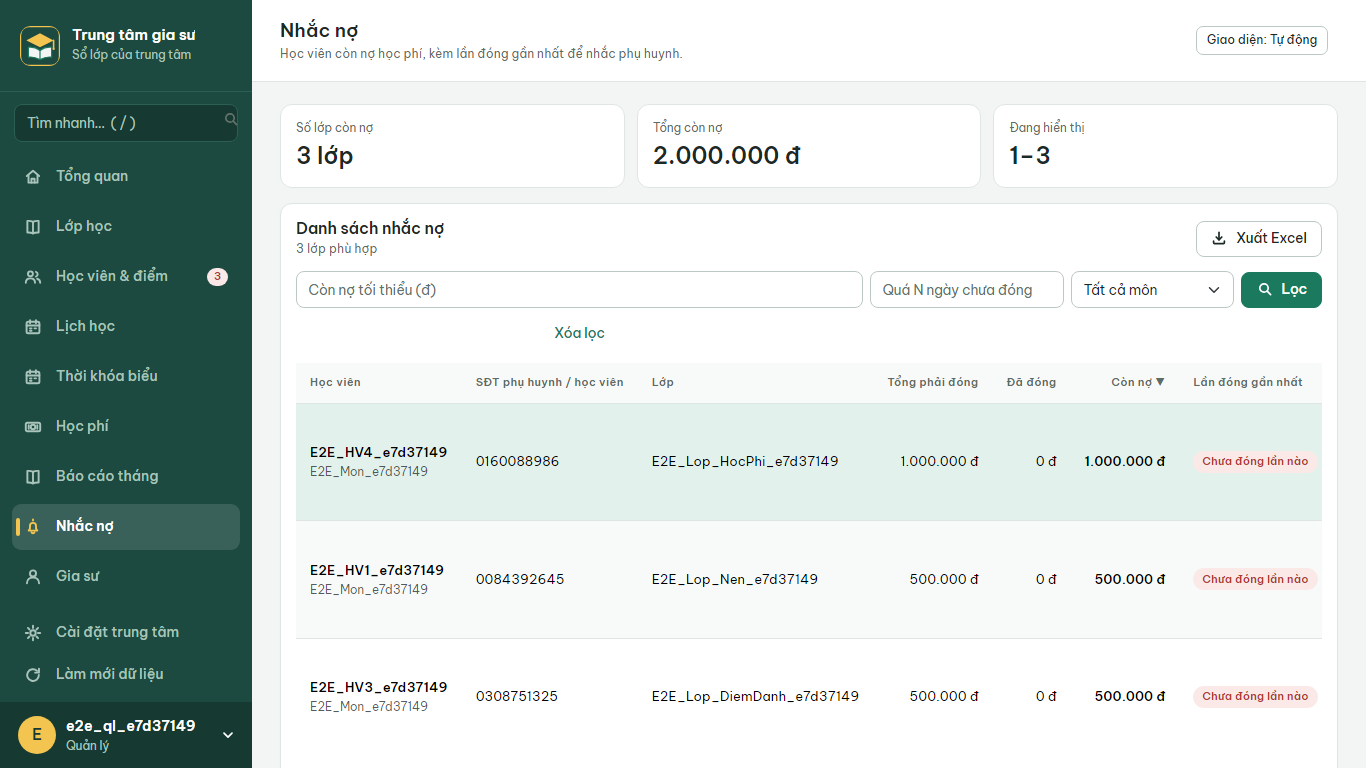 Trung tâm gia sư
Sổ lớp của trung tâm
Tìm nhanh... ( / )
Tổng quan
Lớp học
Học viên & điểm 3
Lịch học
Thời khóa biểu
Học phí
Báo cáo tháng
Nhắc nợ
Gia sư
Cài đặt trung tâm
Làm mới dữ liệu
E
e2e_ql_e7d37149
Quản lý
Nhắc nợ
Học viên còn nợ học phí, kèm lần đóng gần nhất để nhắc phụ huynh.
Giao diện: Tự động
Số lớp còn nợ
3 lớp
Tổng còn nợ
2.000.000 đ
Đang hiển thị
1–3
Danh sách nhắc nợ
3 lớp phù hợp
Xuất Excel
Còn nợ tối thiểu (đ) Quá N ngày chưa đóng Tất cả môn Lọc
Xóa lọc
Học viên SĐT phụ huynh / học viên Lớp Tổng phải đóng Đã đóng Còn nợ ▼ Lần đóng gần nhất
E2E_HV4_e7d37149
E2E_Mon_e7d37149
0160088986 E2E_Lop_HocPhi_e7d37149 1.000.000 đ 0 đ 1.000.000 đ Chưa đóng lần nào
E2E_HV1_e7d37149
E2E_Mon_e7d37149
0084392645 E2E_Lop_Nen_e7d37149 500.000 đ 0 đ 500.000 đ Chưa đóng lần nào
E2E_HV3_e7d37149
E2E_Mon_e7d37149
0308751325 E2E_Lop_DiemDanh_e7d37149 500.000 đ 0 đ 500.000 đ Chưa đóng lần nào